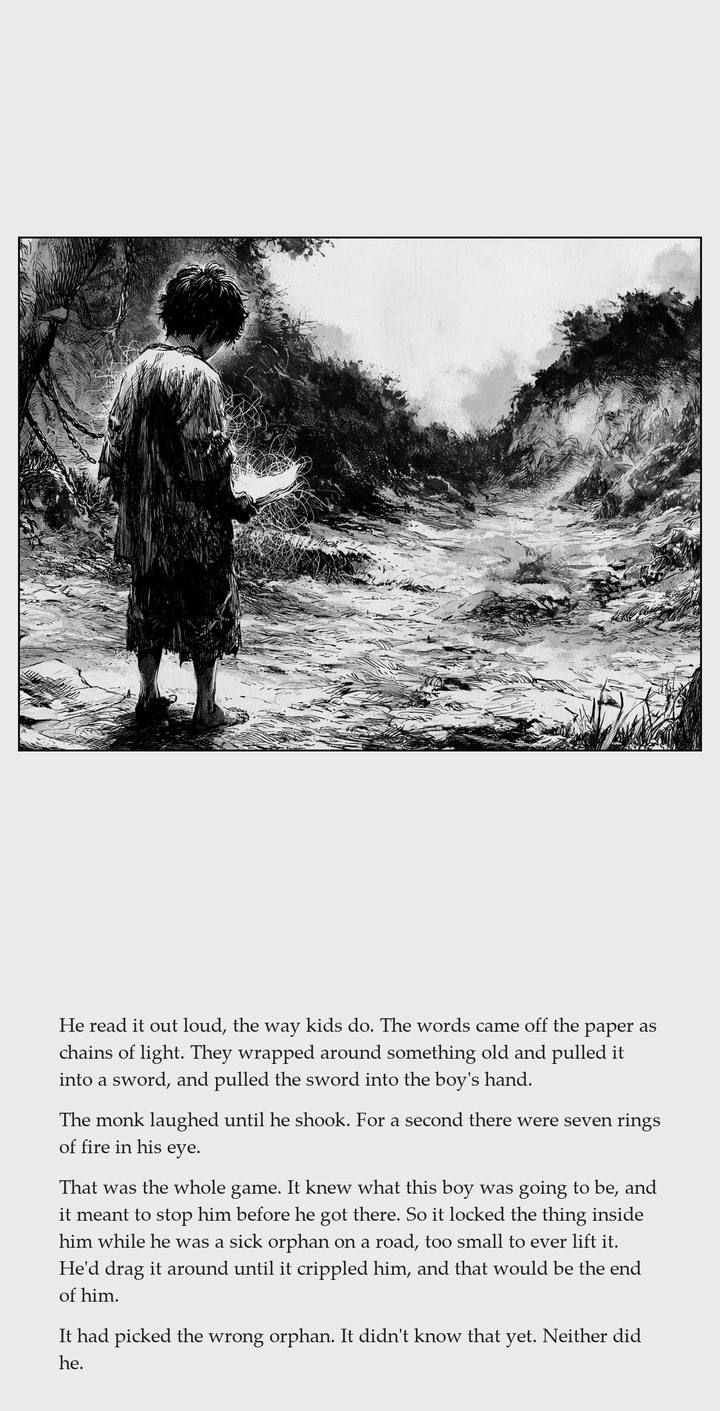 He read it out loud, the way kids do. The words came off the paper as
chains of light. They wrapped around something old and pulled it
into a sword, and pulled the sword into the boy's hand.
The monk laughed until he shook. For a second there were seven rings
of fire in his eye.
That was the whole game. It knew what this boy was going to be, and
it meant to stop him before he got there. So it locked the thing inside
him while he was a sick orphan on a road, too small to ever lift it.
He'd drag it around until it crippled him, and that would be the end
of him.
It had picked the wrong orphan. It didn't know that yet. Neither did
he.